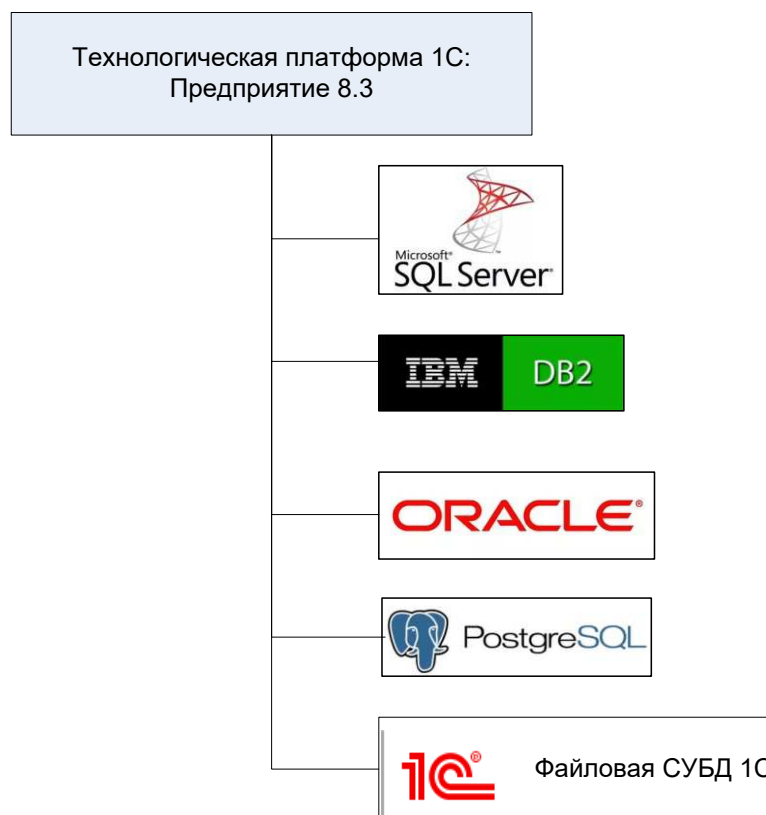 Технологическая платформа 1С:
Предприятие 8.3
Microsoft®
SQL Server®
IBM DB2
ORACLE®
PostgreSQL
1С® Файловая СУБД 1С